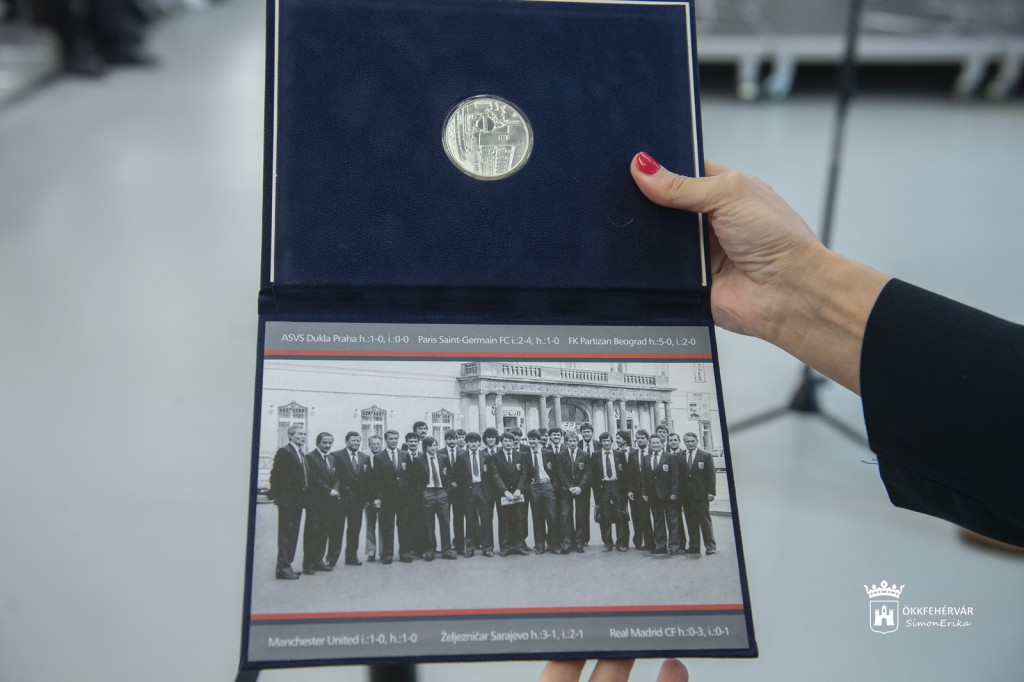 ASVS Dukla Praha h.:1-0, i.:0-0 Paris Saint-Germain FC i.:2-4, h.:1-0 FK Partizan Beograd h.:5-0, i.:2-0
Manchester United i.:1-0, h.:1-0 Željezničar Sarajevo h.:3-1, i.:2-1 Real Madrid CF h.:0-3, i.:0-1
ÖKKFEHÉRVÁR
SimonErika